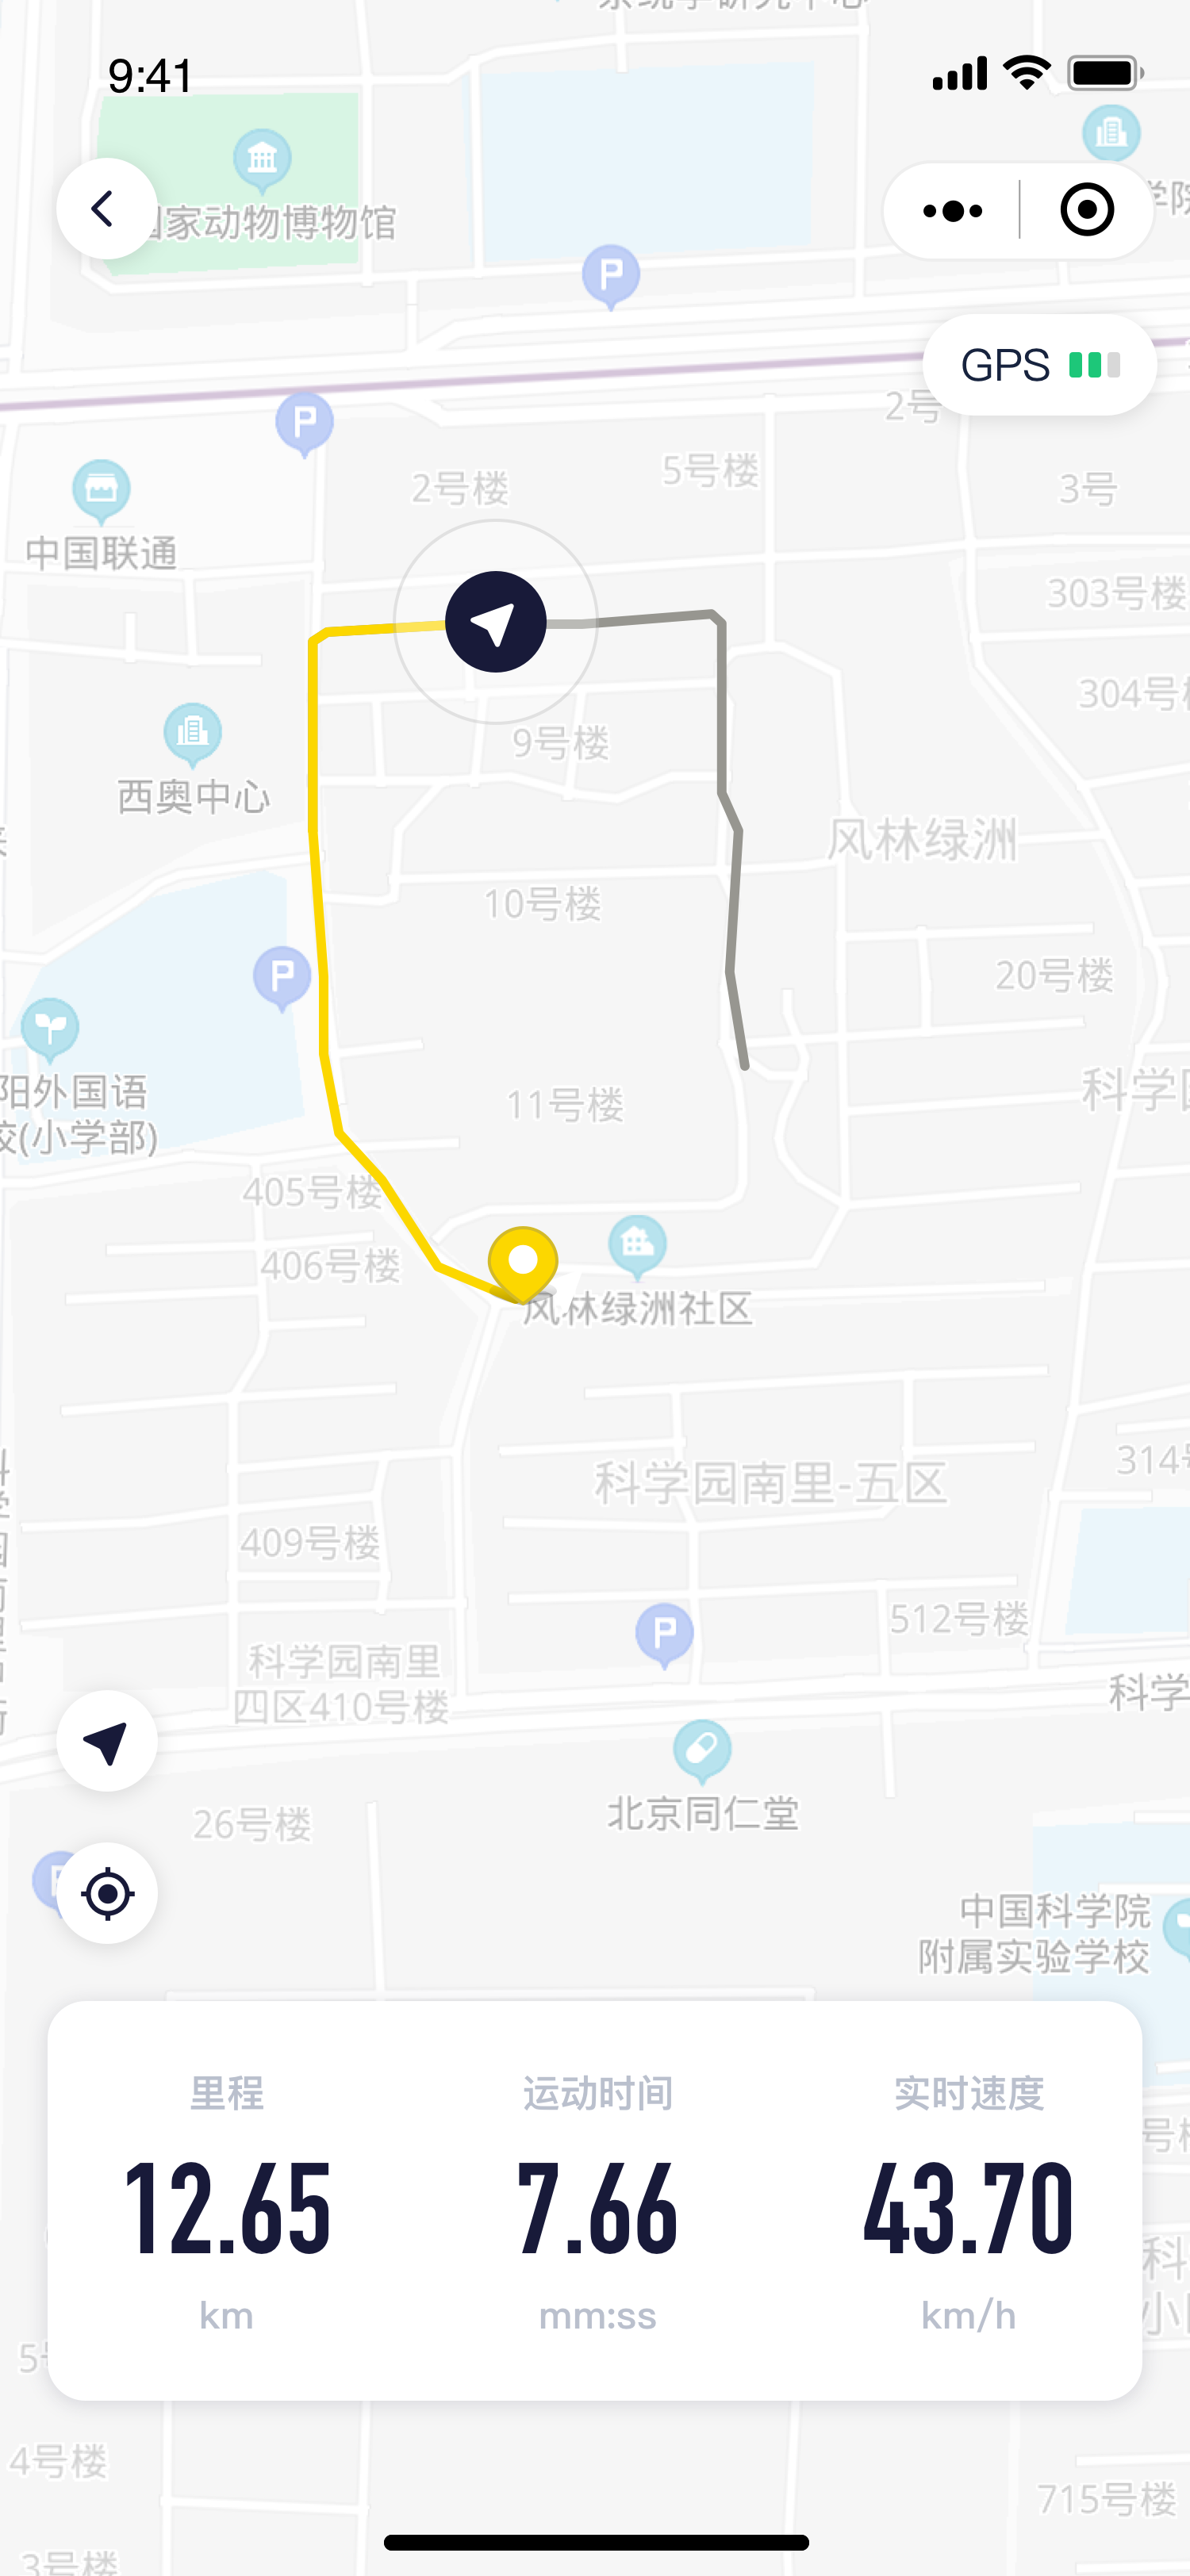 9:41
国家动物博物馆
GPS
2号
2号楼
5号楼
3号
中国联通
303号楼
304号
9号楼
西奥中心
风林绿洲
10号楼
20号楼
阳外国语
校(小学部)
11号楼
科学园
405号楼
406号楼
风林绿洲社区
314号
科学园南里-五区
409号楼
512号楼
科学园南里
四区410号楼
科学
北京同仁堂
26号楼
中国科学院
附属实验学校
里程
运动时间
实时速度
12.65
7.66
43.70
km
mm:ss
km/h
4号楼
715号楼
3号楼